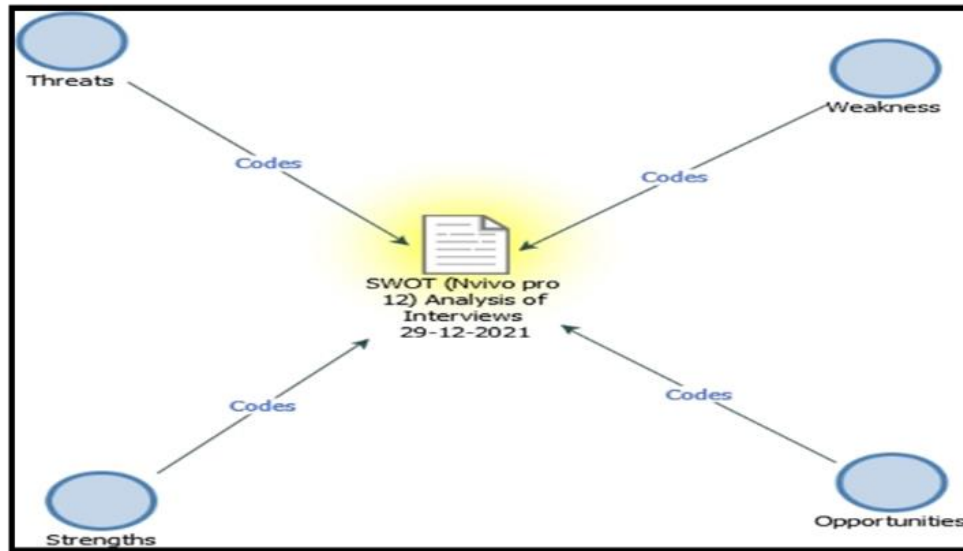 Threats
Weakness
Codes
Codes
SWOT (Nvivo pro
12) Analysis of
Interviews
29-12-2021
Codes
Codes
Strengths
Opportunities